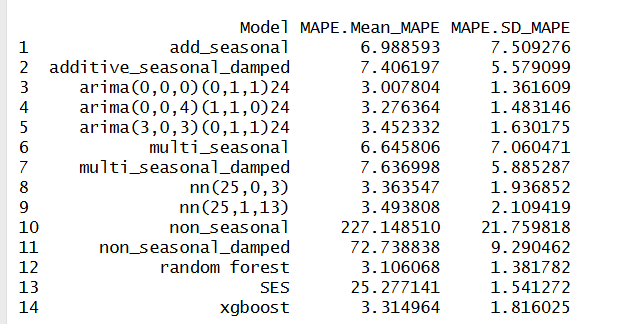 Model MAPE.Mean_MAPE MAPE.SD_MAPE
1 add_seasonal 6.988593 7.509276
2 additive_seasonal_damped 7.406197 5.579099
3 arima(0,0,0)(0,1,1)24 3.007804 1.361609
4 arima(0,0,4)(1,1,0)24 3.276364 1.483146
5 arima(3,0,3)(0,1,1)24 3.452332 1.630175
6 multi_seasonal 6.645806 7.060471
7 multi_seasonal_damped 7.636998 5.885287
8 nn(25,0,3) 3.363547 1.936852
9 nn(25,1,13) 3.493808 2.109419
10 non_seasonal 227.148510 21.759818
11 non_seasonal_damped 72.738838 9.290462
12 random forest 3.106068 1.381782
13 SES 25.277141 1.541272
14 xgboost 3.314964 1.816025